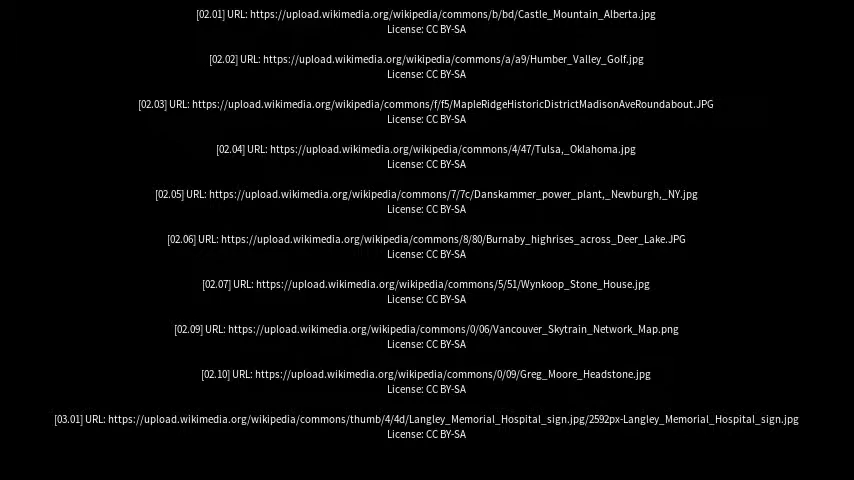 [02.01] URL: https://upload.wikimedia.org/wikipedia/commons/b/bd/Castle_Mountain_Alberta.jpg
License: CC BY-SA
[02.02] URL: https://upload.wikimedia.org/wikipedia/commons/a/a9/Humber_Valley_Golf.jpg
License: CC BY-SA
[02.03] URL: https://upload.wikimedia.org/wikipedia/commons/f/f5/MapleRidgeHistoricDistrictMadisonAveRoundabout.JPG
License: CC BY-SA
[02.04] URL: https://upload.wikimedia.org/wikipedia/commons/4/47/Tulsa,_Oklahoma.jpg
License: CC BY-SA
[02.05] URL: https://upload.wikimedia.org/wikipedia/commons/7/7c/Danskammer_power_plant,_Newburgh,_NY.jpg
License: CC BY-SA
[02.06] URL: https://upload.wikimedia.org/wikipedia/commons/8/80/Burnaby_highrises_across_Deer_Lake.JPG
License: CC BY-SA
[02.07] URL: https://upload.wikimedia.org/wikipedia/commons/5/51/Wynkoop_Stone_House.jpg
License: CC BY-SA
[02.09] URL: https://upload.wikimedia.org/wikipedia/commons/0/06/Vancouver_Skytrain_Network_Map.png
License: CC BY-SA
[02.10] URL: https://upload.wikimedia.org/wikipedia/commons/0/09/Greg_Moore_Headstone.jpg
License: CC BY-SA
[03.01] URL: https://upload.wikimedia.org/wikipedia/commons/thumb/4/4d/Langley_Memorial_Hospital_sign.jpg/2592px-Langley_Memorial_Hospital_sign.jpg
License: CC BY-SA